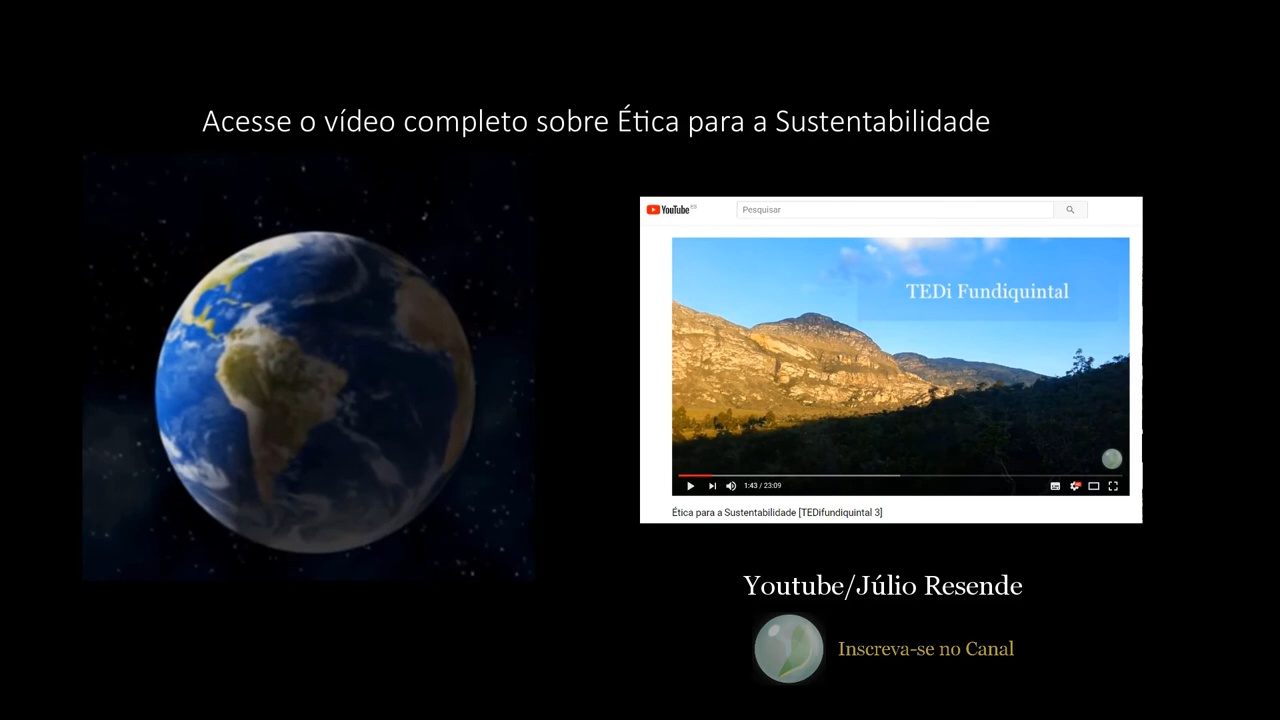 Acesse o vídeo completo sobre Ética para a Sustentabilidade
YouTube ES
Pesquisar
TEDi Fundiquintal
1:43 / 23:09
Ética para a Sustentabilidade [TEDifundiquintal 3]
Youtube/Júlio Resende
Inscreva-se no Canal